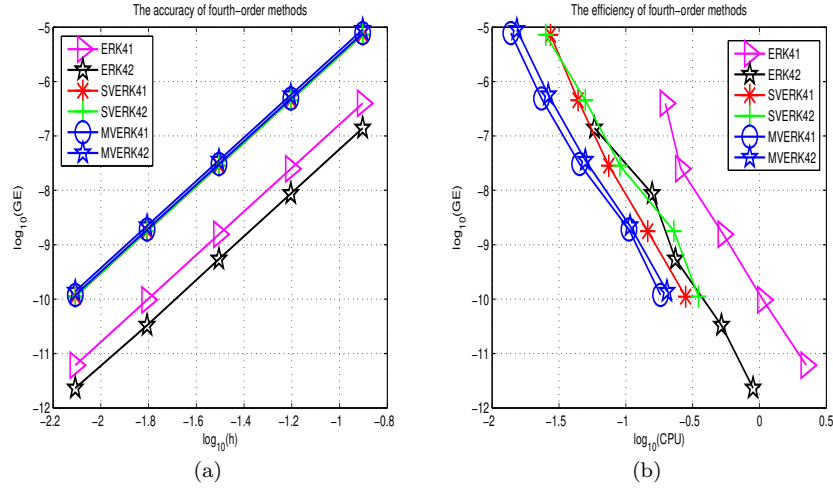 The accuracy of fourth−order methods
ERK41
ERK42
SVERK41
SVERK42
MVERK41
MVERK42
−5
−6
−7
−8
−9
−10
−11
−12
log10(GE)
−2.2 −2 −1.8 −1.6 −1.4 −1.2 −1 −0.8
log10(h)
(a)
The efficiency of fourth−order methods
ERK41
ERK42
SVERK41
SVERK42
MVERK41
MVERK42
−5
−6
−7
−8
−9
−10
−11
−12
log10(GE)
−2 −1.5 −1 −0.5 0 0.5
log10(CPU)
(b)